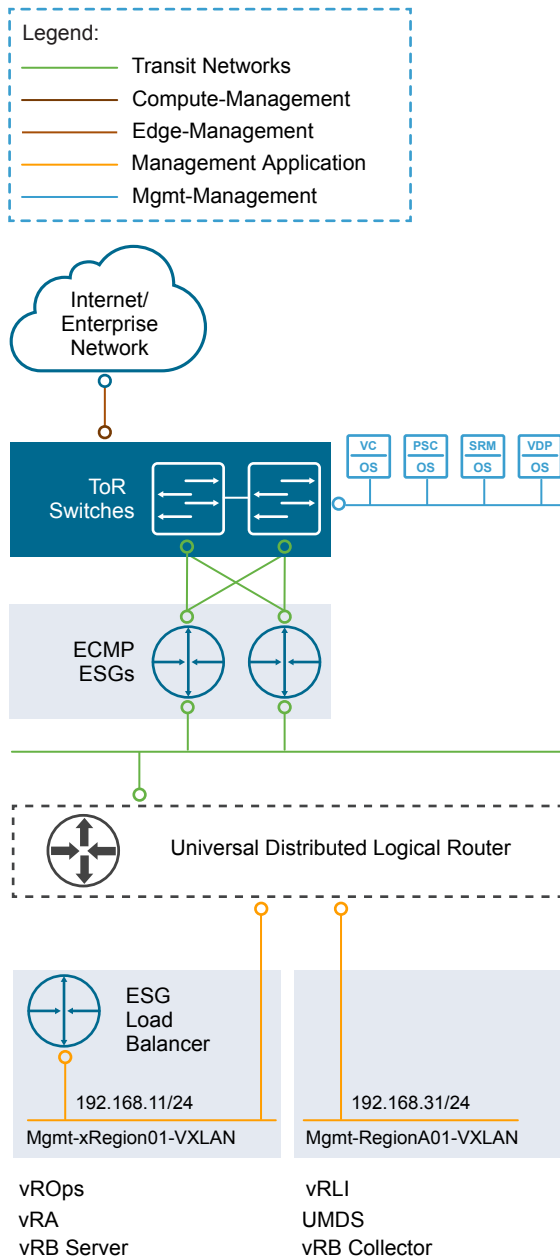 Legend:
Transit Networks
Compute-Management
Edge-Management
Management Application
Mgmt-Management
Internet/
Enterprise
Network
VC
OS
PSC
OS
SRM
OS
VDP
OS
ToR
Switches
ECMP
ESGs
Universal Distributed Logical Router
ESG
Load
Balancer
192.168.11/24
Mgmt-xRegion01-VXLAN
192.168.31/24
Mgmt-RegionA01-VXLAN
vROps
vRA
vRB Server
vRLI
UMDS
vRB Collector